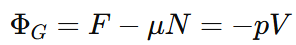 Φ_G = F − μN = −pV